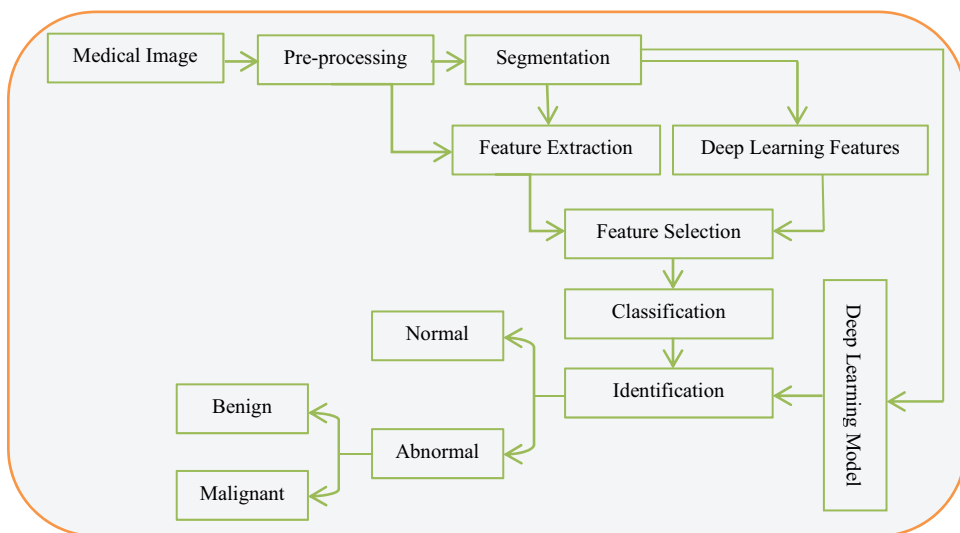 Medical Image
Pre-processing
Segmentation
Feature Extraction
Deep Learning Features
Feature Selection
Classification
Deep Learning Model
Normal
Identification
Benign
Abnormal
Malignant